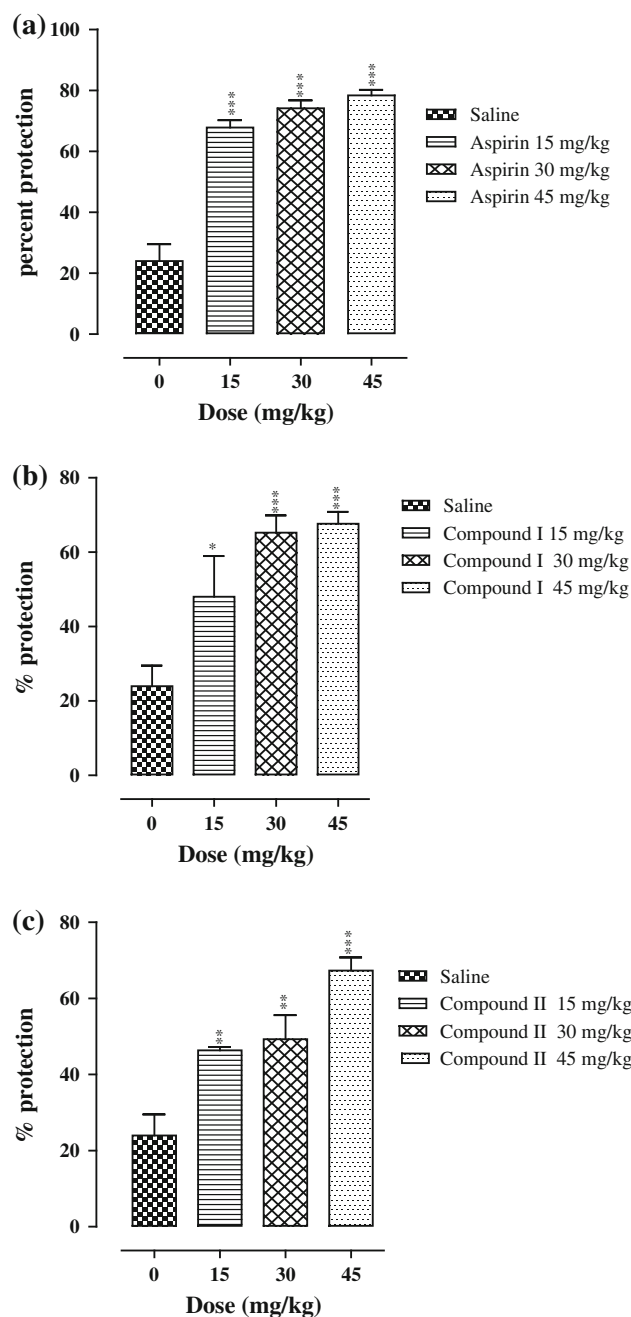 (a)
100
80
60
40
20
0
percent protection
***
***
***
Saline
Aspirin 15 mg/kg
Aspirin 30 mg/kg
Aspirin 45 mg/kg
0 15 30 45
Dose (mg/kg)
(b)
80
60
40
20
0
% protection
*
***
***
Saline
Compound I 15 mg/kg
Compound I 30 mg/kg
Compound I 45 mg/kg
0 15 30 45
Dose (mg/kg)
(c)
80
60
40
20
0
% protection
**
**
***
Saline
Compound II 15 mg/kg
Compound II 30 mg/kg
Compound II 45 mg/kg
0 15 30 45
Dose (mg/kg)